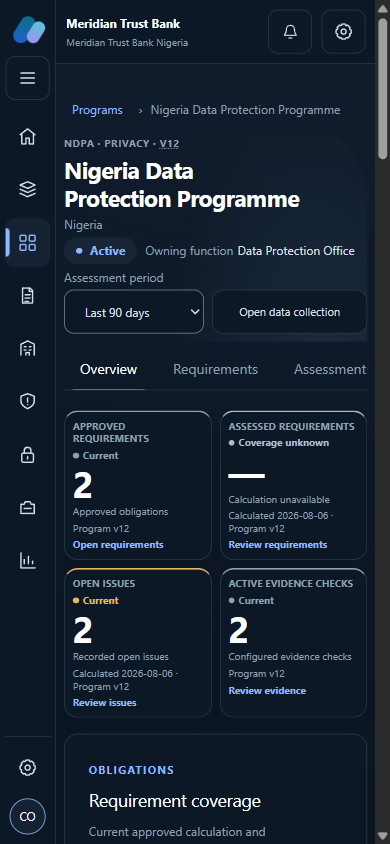 Meridian Trust Bank
Meridian Trust Bank Nigeria
Programs › Nigeria Data Protection Programme
NDPA • PRIVACY • V12
Nigeria Data
Protection Programme
Nigeria
Active Owning function Data Protection Office
Assessment period
Last 90 days
Open data collection
Overview Requirements Assessment
APPROVED
REQUIREMENTS
Current
2
Approved obligations
Program v12
Open requirements
ASSESSED REQUIREMENTS
Coverage unknown
—
Calculation unavailable
Calculated 2026-08-06 ·
Program v12
Review requirements
OPEN ISSUES
Current
2
Recorded open issues
Calculated 2026-08-06 ·
Program v12
Review issues
ACTIVE EVIDENCE CHECKS
Current
2
Configured evidence checks
Program v12
Review evidence
OBLIGATIONS
Requirement coverage
Current approved calculation and
CO